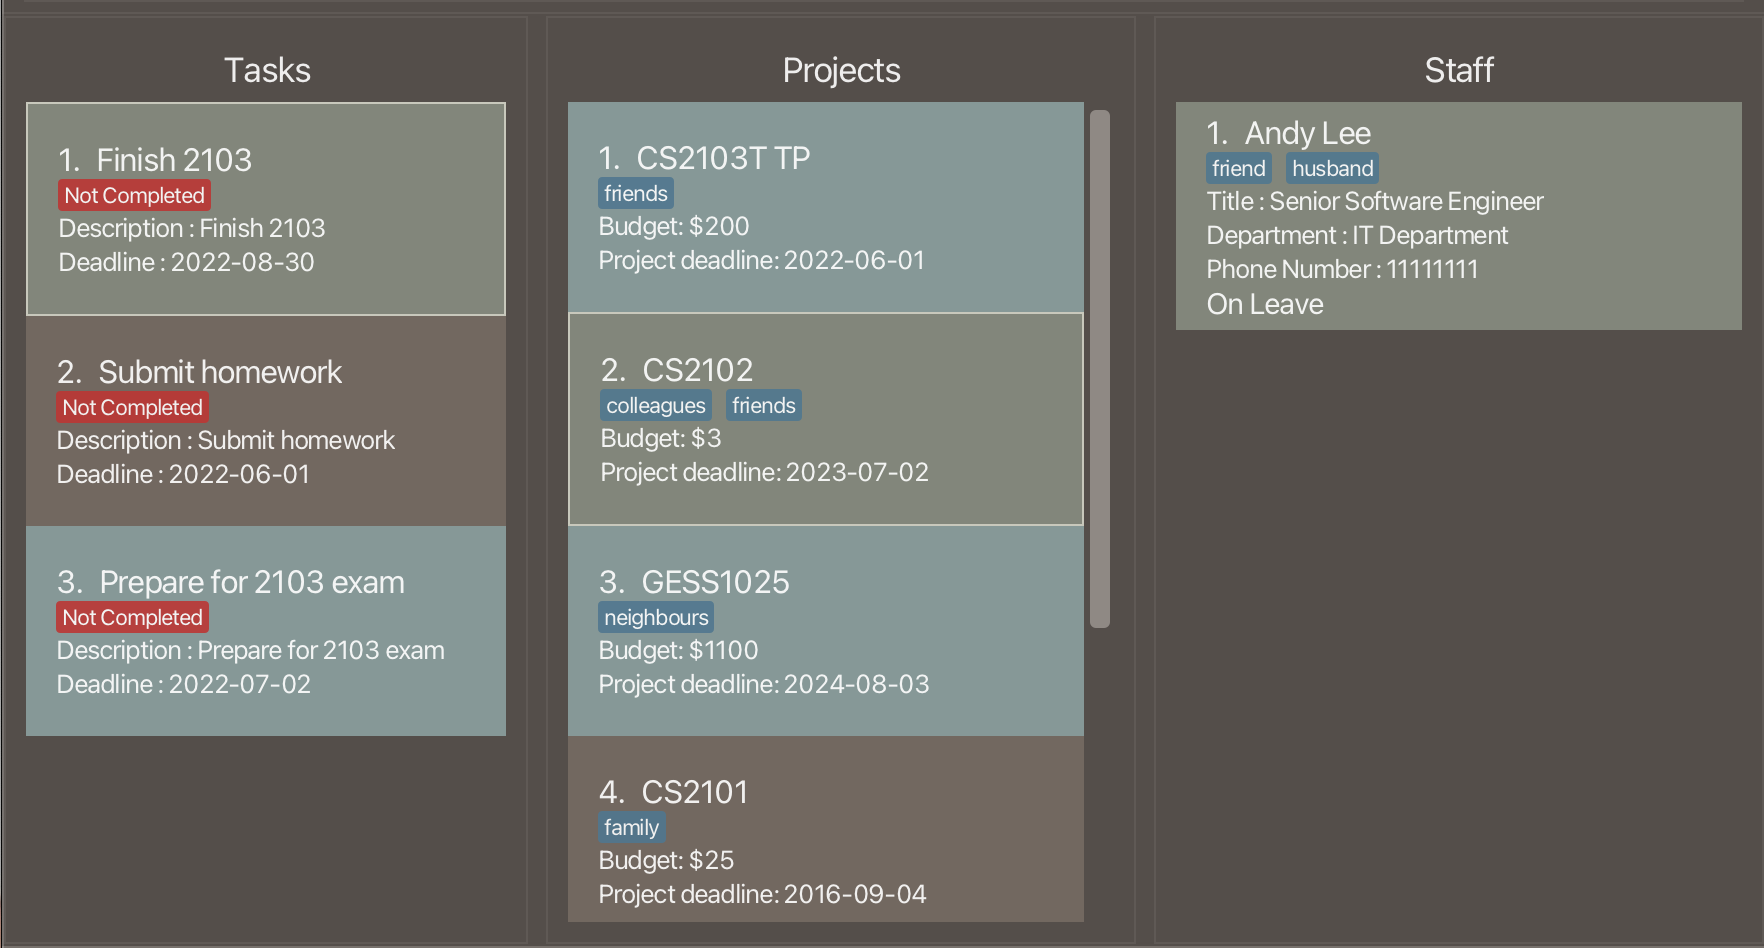 Tasks
1. Finish 2103
Not Completed
Description : Finish 2103
Deadline : 2022-08-30
2. Submit homework
Not Completed
Description : Submit homework
Deadline : 2022-06-01
3. Prepare for 2103 exam
Not Completed
Description : Prepare for 2103 exam
Deadline : 2022-07-02
Projects
1. CS2103T TP
friends
Budget: $200
Project deadline: 2022-06-01
2. CS2102
colleagues friends
Budget: $3
Project deadline: 2023-07-02
3. GESS1025
neighbours
Budget: $1100
Project deadline: 2024-08-03
4. CS2101
family
Budget: $25
Project deadline: 2016-09-04
Staff
1. Andy Lee
friend husband
Title : Senior Software Engineer
Department : IT Department
Phone Number : 11111111
On Leave